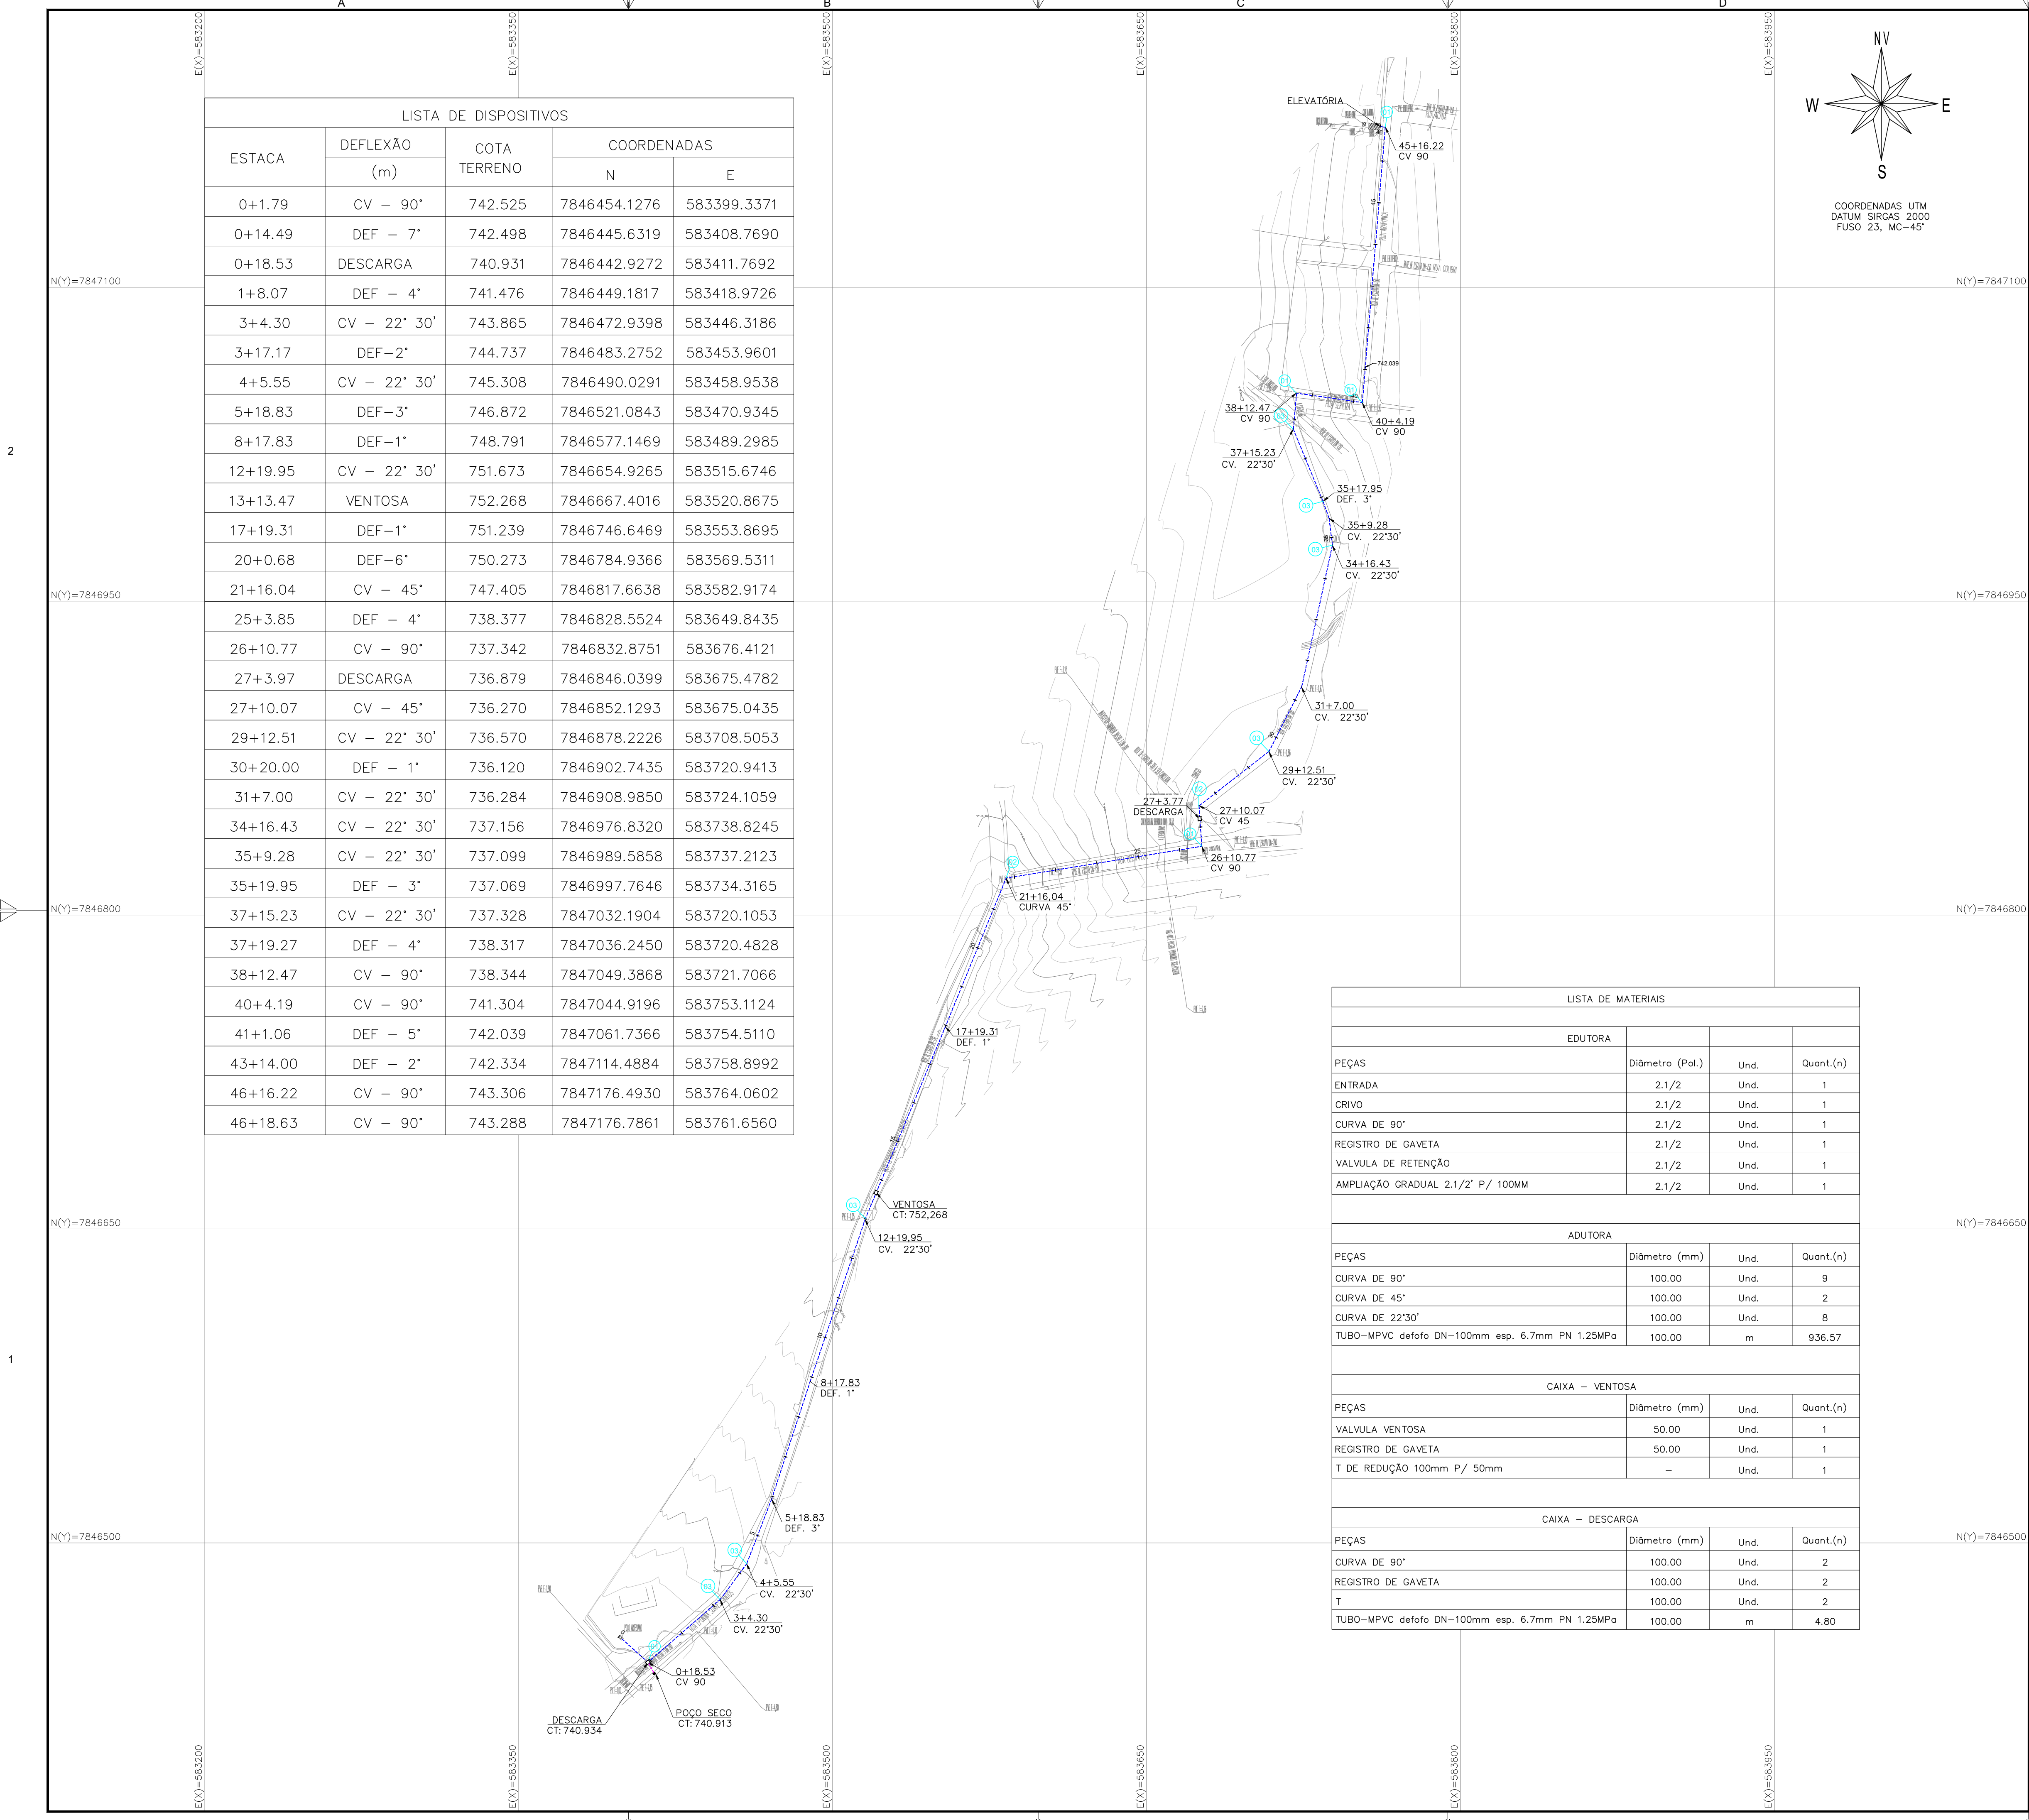 A
B
C
D
2
1
E(X)=583200
E(X)=583350
E(X)=583500
E(X)=583650
E(X)=583800
E(X)=583950
LISTA DE DISPOSITIVOS
ESTACA DEFLEXÃO (m) COTA TERRENO COORDENADAS N E
0+1.79 CV - 90° 742.525 7846454.1276 583399.3371
0+14.49 DEF - 7° 742.498 7846445.6319 583408.7690
0+18.53 DESCARGA 740.931 7846442.9272 583411.7692
1+8.07 DEF - 4° 741.476 7846449.1817 583418.9726
3+4.30 CV - 22° 30' 743.865 7846472.9398 583446.3186
3+17.17 DEF-2° 744.737 7846483.2752 583453.9601
4+5.55 CV - 22° 30' 745.308 7846490.0291 583458.9538
5+18.83 DEF-3° 746.872 7846521.0843 583470.9345
8+17.83 DEF-1° 748.791 7846577.1469 583489.2985
12+19.95 CV - 22° 30' 751.673 7846654.9265 583515.6746
13+13.47 VENTOSA 752.268 7846667.4016 583520.8675
17+19.31 DEF-1° 751.239 7846746.6469 583553.8695
20+0.68 DEF-6° 750.273 7846784.9366 583569.5311
21+16.04 CV - 45° 747.405 7846817.6638 583582.9174
25+3.85 DEF - 4° 738.377 7846828.5524 583649.8435
26+10.77 CV - 90° 737.342 7846832.8751 583676.4121
27+3.97 DESCARGA 736.879 7846846.0399 583675.4782
27+10.07 CV - 45° 736.270 7846852.1293 583675.0435
29+12.51 CV - 22° 30' 736.570 7846878.2226 583708.5053
30+20.00 DEF - 1° 736.120 7846902.7435 583720.9413
31+7.00 CV - 22° 30' 736.284 7846908.9850 583724.1059
34+16.43 CV - 22° 30' 737.156 7846976.8320 583738.8245
35+9.28 CV - 22° 30' 737.099 7846989.5858 583737.2123
35+19.95 DEF - 3° 737.069 7846997.7646 583734.3165
37+15.23 CV - 22° 30' 737.328 7847032.1904 583720.1053
37+19.27 DEF - 4° 738.317 7847036.2450 583720.4828
38+12.47 CV - 90° 738.344 7847049.3868 583721.7066
40+4.19 CV - 90° 741.304 7847044.9196 583753.1124
41+1.06 DEF - 5° 742.039 7847061.7366 583754.5110
43+14.00 DEF - 2° 742.334 7847114.4884 583758.8992
46+16.22 CV - 90° 743.306 7847176.4930 583764.0602
46+18.63 CV - 90° 743.288 7847176.7861 583761.6560
NV
W
E
S
COORDENADAS UTM
DATUM SIRGAS 2000
FUSO 23, MC-45°
N(Y)=7847100
N(Y)=7847100
N(Y)=7846950
N(Y)=7846950
N(Y)=7846800
N(Y)=7846800
N(Y)=7846650
N(Y)=7846650
N(Y)=7846500
N(Y)=7846500
ELEVATÓRIA
45+16.22
CV 90
45
RUA COLIBRI
742.039
01
38+12.47
CV 90
40+4.19
CV 90
37+15.23
CV. 22°30'
35+17.95
DEF. 3°
03
35+9.28
CV. 22°30'
03
34+16.43
CV. 22°30'
31+7.00
CV. 22°30'
30
03
29+12.51
CV. 22°30'
02
27+3.77
DESCARGA
27+10.07
CV 45
25
26+10.77
CV 90
02
21+16,04
CURVA 45°
20
17+19.31
DEF. 1°
15
VENTOSA
CT: 752,268
03
12+19,95
CV. 22°30'
10
8+17.83
DEF. 1°
5+18.83
DEF. 3°
5
03
4+5.55
CV. 22°30'
03
3+4.30
CV. 22°30'
01
0+18.53
CV 90
DESCARGA
CT: 740.934
POÇO SECO
CT: 740.913
LISTA DE MATERIAIS
EDUTORA
PEÇAS Diâmetro (Pol.) Und. Quant.(n)
ENTRADA 2.1/2 Und. 1
CRIVO 2.1/2 Und. 1
CURVA DE 90° 2.1/2 Und. 1
REGISTRO DE GAVETA 2.1/2 Und. 1
VALVULA DE RETENÇÃO 2.1/2 Und. 1
AMPLIAÇÃO GRADUAL 2.1/2' P/ 100MM 2.1/2 Und. 1
ADUTORA
PEÇAS Diâmetro (mm) Und. Quant.(n)
CURVA DE 90° 100.00 Und. 9
CURVA DE 45° 100.00 Und. 2
CURVA DE 22°30' 100.00 Und. 8
TUBO-MPVC defofo DN-100mm esp. 6.7mm PN 1.25MPa 100.00 m 936.57
CAIXA - VENTOSA
PEÇAS Diâmetro (mm) Und. Quant.(n)
VALVULA VENTOSA 50.00 Und. 1
REGISTRO DE GAVETA 50.00 Und. 1
T DE REDUÇÃO 100mm P/ 50mm - Und. 1
CAIXA - DESCARGA
PEÇAS Diâmetro (mm) Und. Quant.(n)
CURVA DE 90° 100.00 Und. 2
REGISTRO DE GAVETA 100.00 Und. 2
T 100.00 Und. 2
TUBO-MPVC defofo DN-100mm esp. 6.7mm PN 1.25MPa 100.00 m 4.80
E(X)=583200
E(X)=583350
E(X)=583500
E(X)=583650
E(X)=583800
E(X)=583950